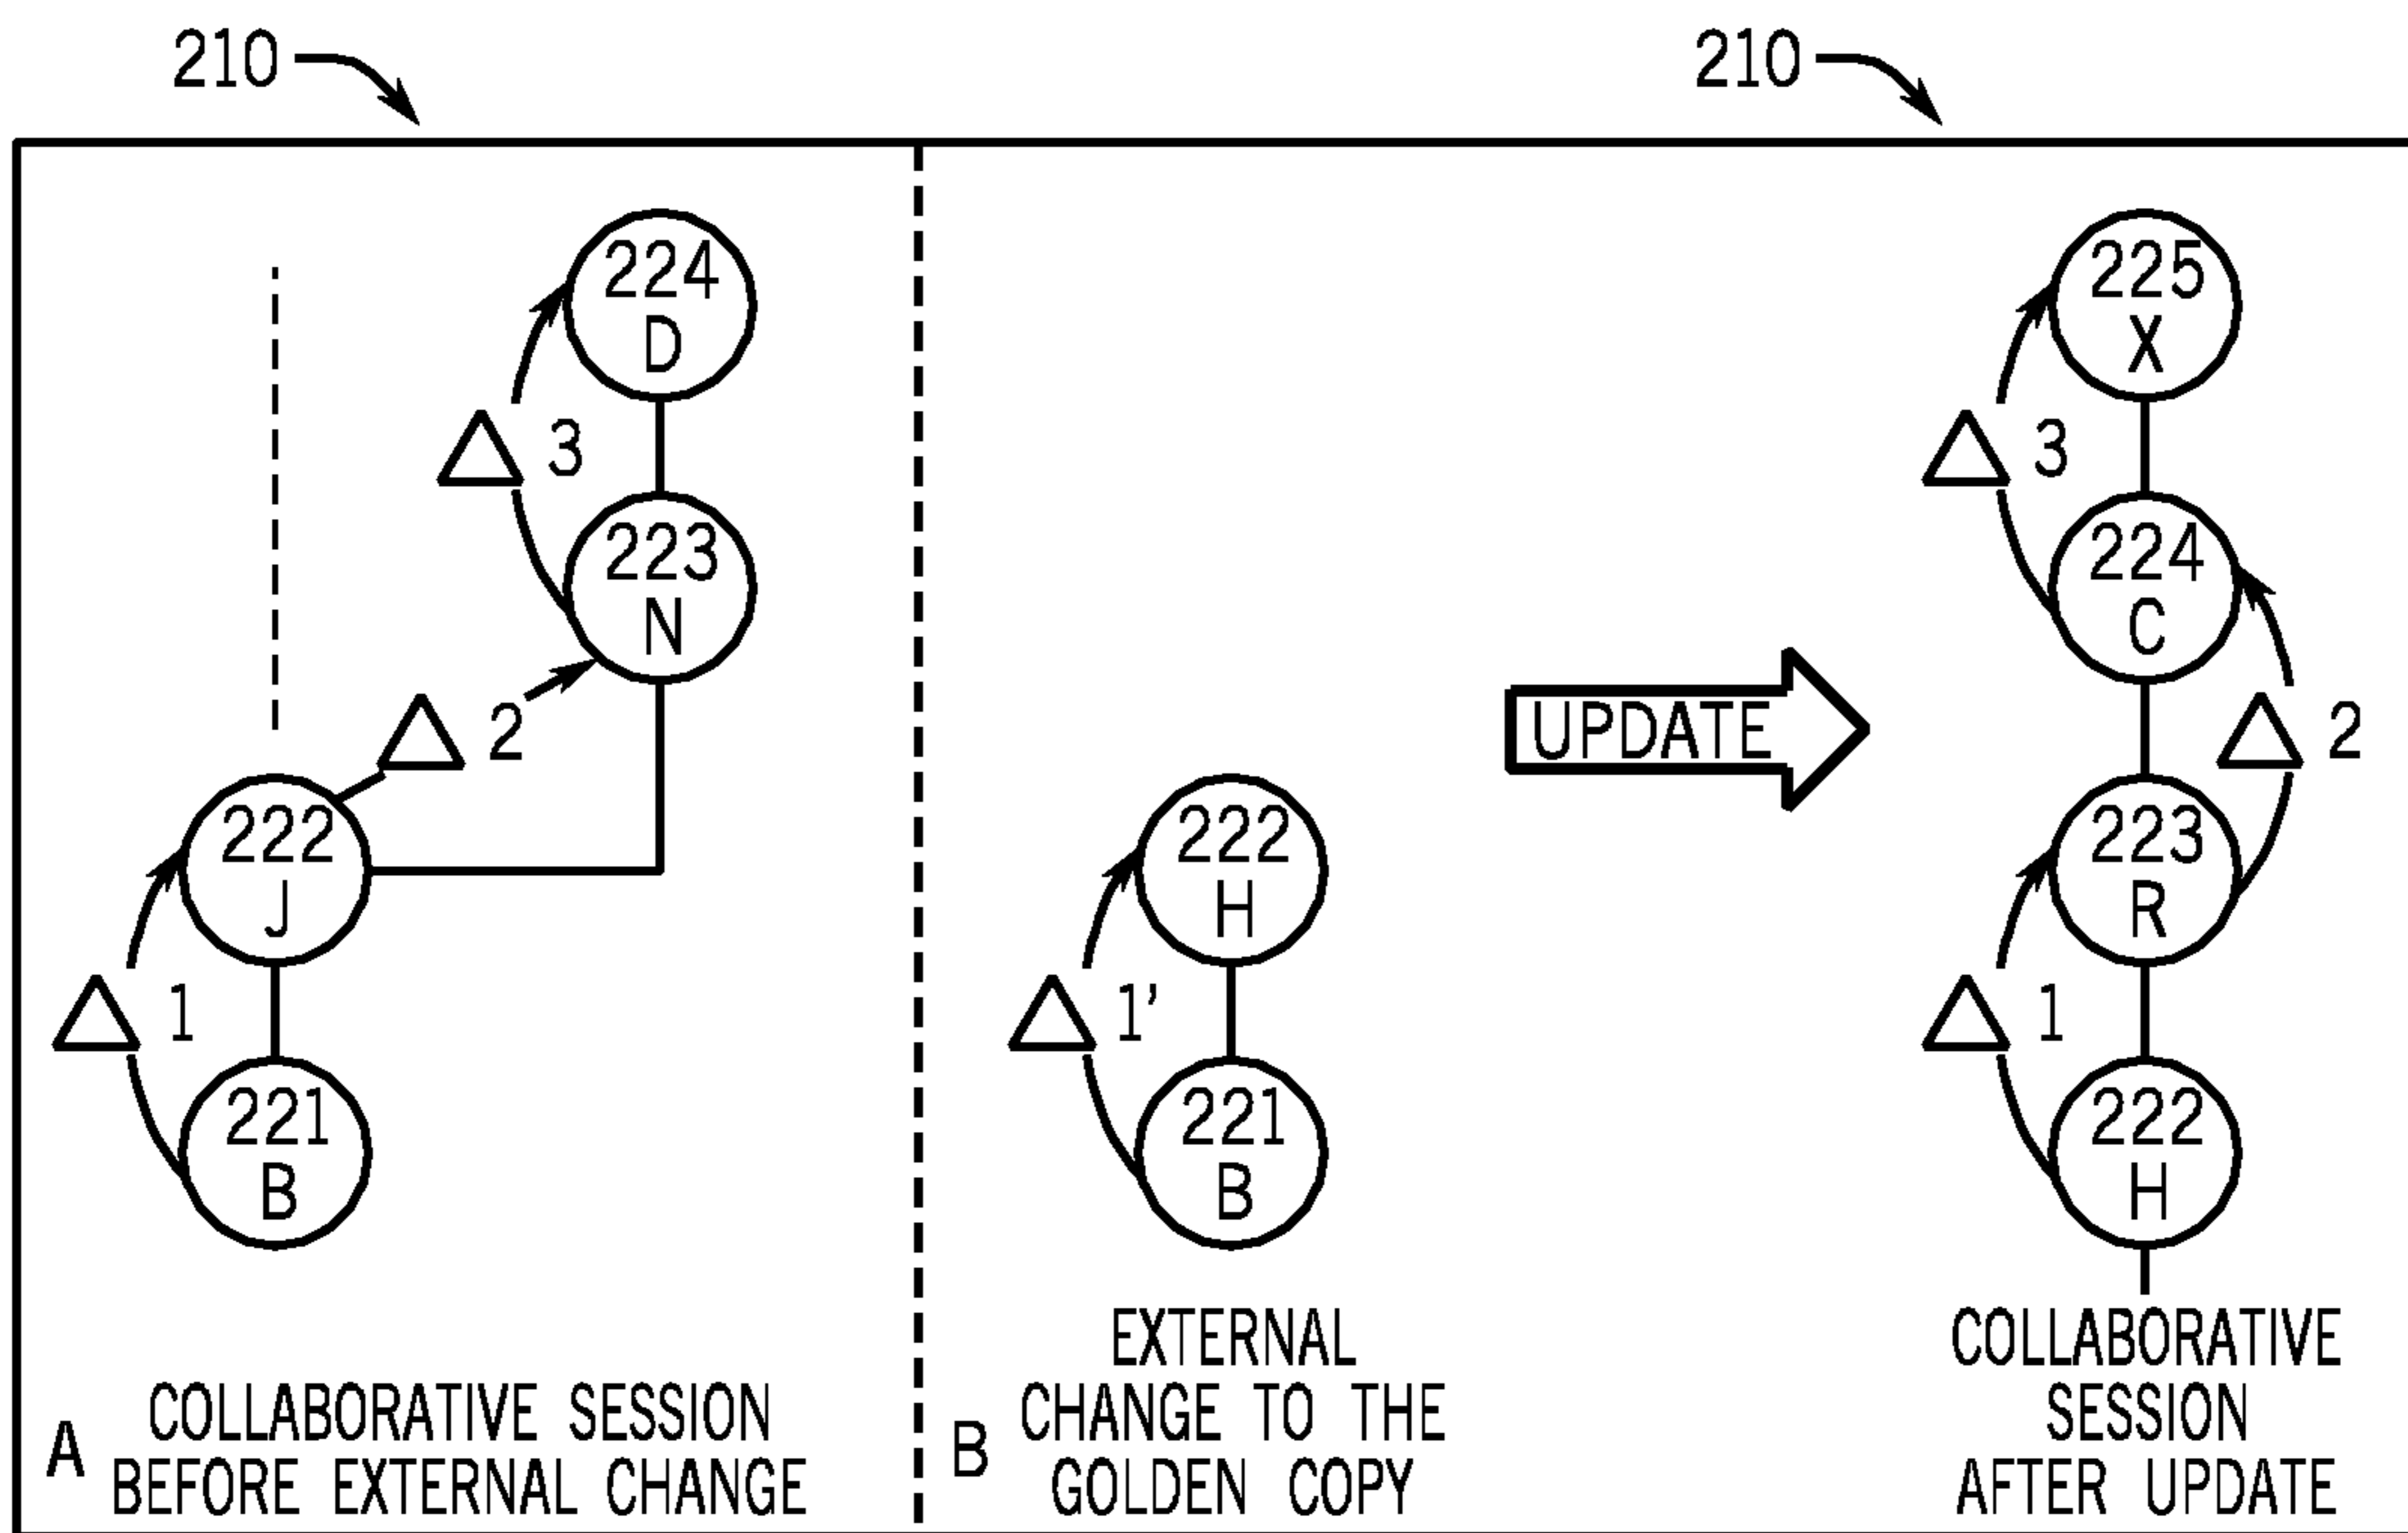 210
210
224
D
△ 3
223
N
△ 2
222
J
△ 1
221
B
A
COLLABORATIVE SESSION
BEFORE EXTERNAL CHANGE
222
H
△ 1'
221
B
B
EXTERNAL
CHANGE TO THE
GOLDEN COPY
UPDATE
225
X
△ 3
224
C
△ 2
223
R
△ 1
222
H
COLLABORATIVE
SESSION
AFTER UPDATE